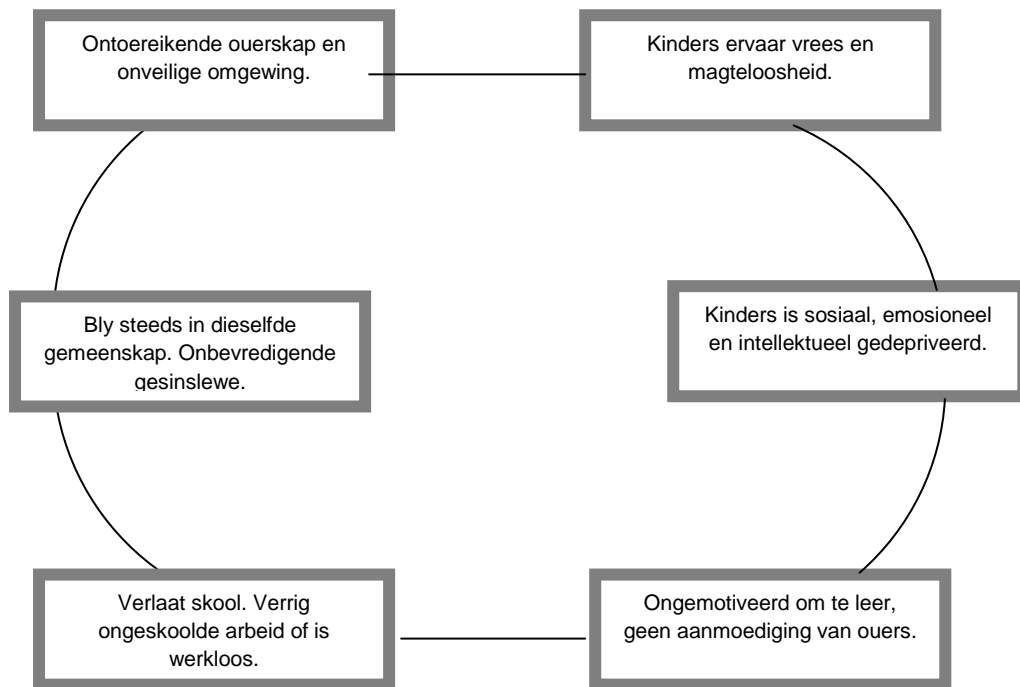 Ontoereikende ouerskap en
onveilige omgewing.
Kinders ervaar vrees en
magteloosheid.
Kinders is sosiaal, emosioneel
en intellektueel gedepriveerd.
Ongemotiveerd om te leer,
geen aanmoediging van ouers.
Verlaat skool. Verrig
ongeskoolde arbeid of is
werkloos.
Bly steeds in dieselfde
gemeenskap. Onbevredigende
gesinslewe.